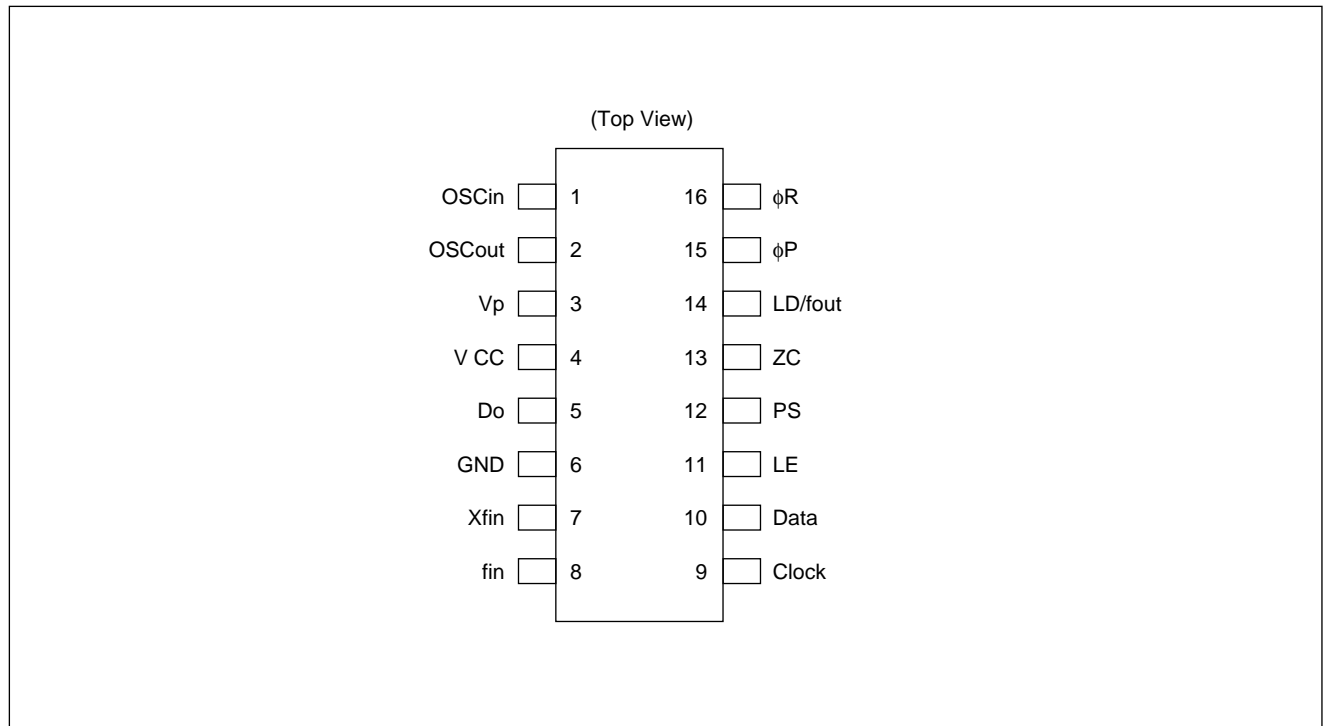 (Top View)
OSCin 1 16 ϕR
OSCout 2 15 ϕP
Vp 3 14 LD/fout
V CC 4 13 ZC
Do 5 12 PS
GND 6 11 LE
Xfin 7 10 Data
fin 8 9 Clock